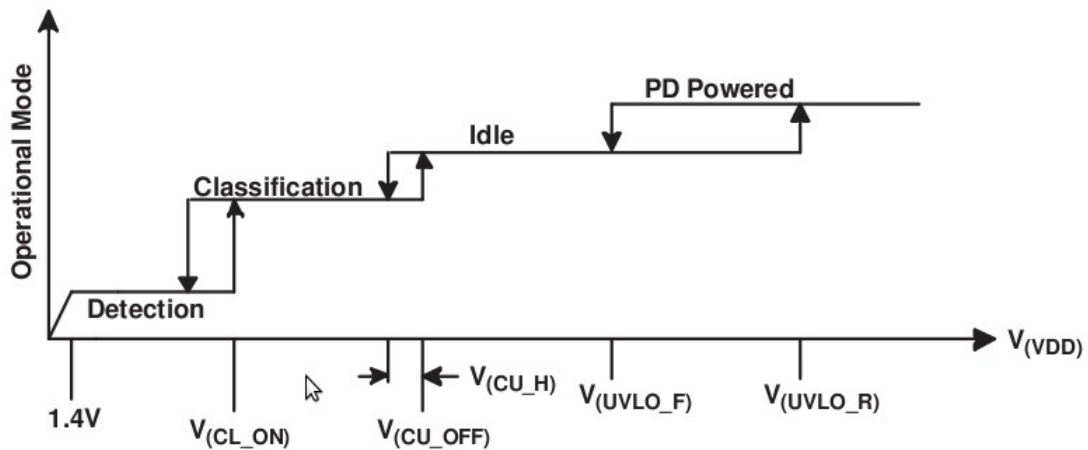 Operational Mode
PD Powered
Idle
Classification
Detection
V(VDD)
1.4V
V(CL_ON)
V(CU_OFF)
V(CU_H)
V(UVLO_F)
V(UVLO_R)